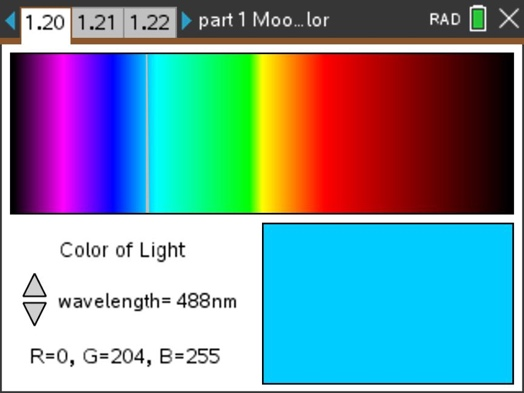 1.20 1.21 1.22 part 1 Moo...lor RAD
Color of Light
wavelength= 488nm
R=0, G=204, B=255